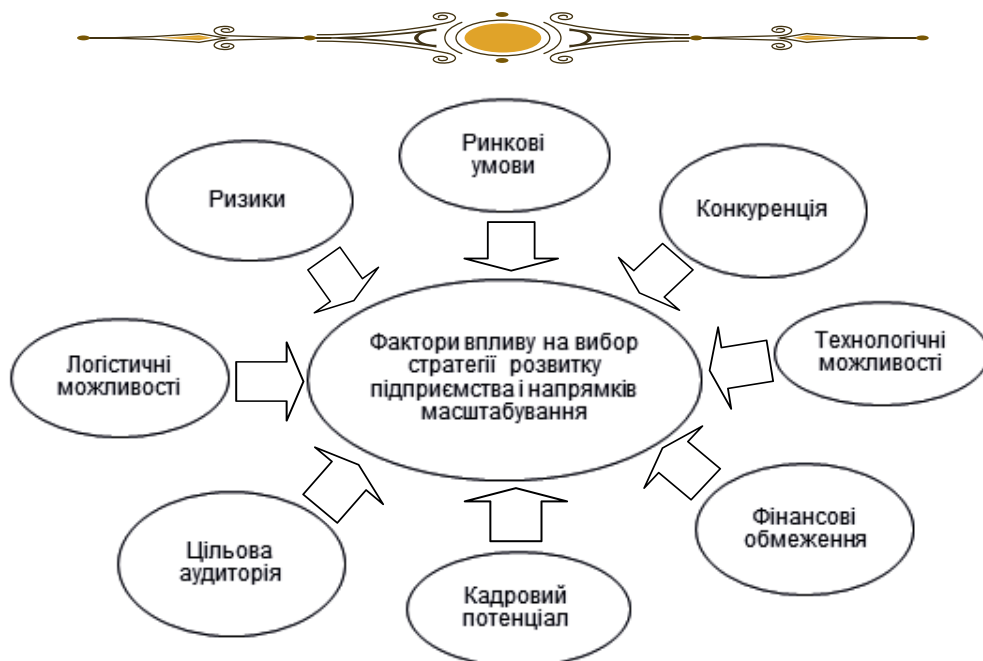 Ринкові
умови
Ризики
Конкуренція
Фактори впливу на вибор
стратегії розвитку
підприємства і напрямків
масштабування
Логістичні
можливості
Технологічні
можливості
Цільова
аудиторія
Кадровий
потенціал
Фінансові
обмеження